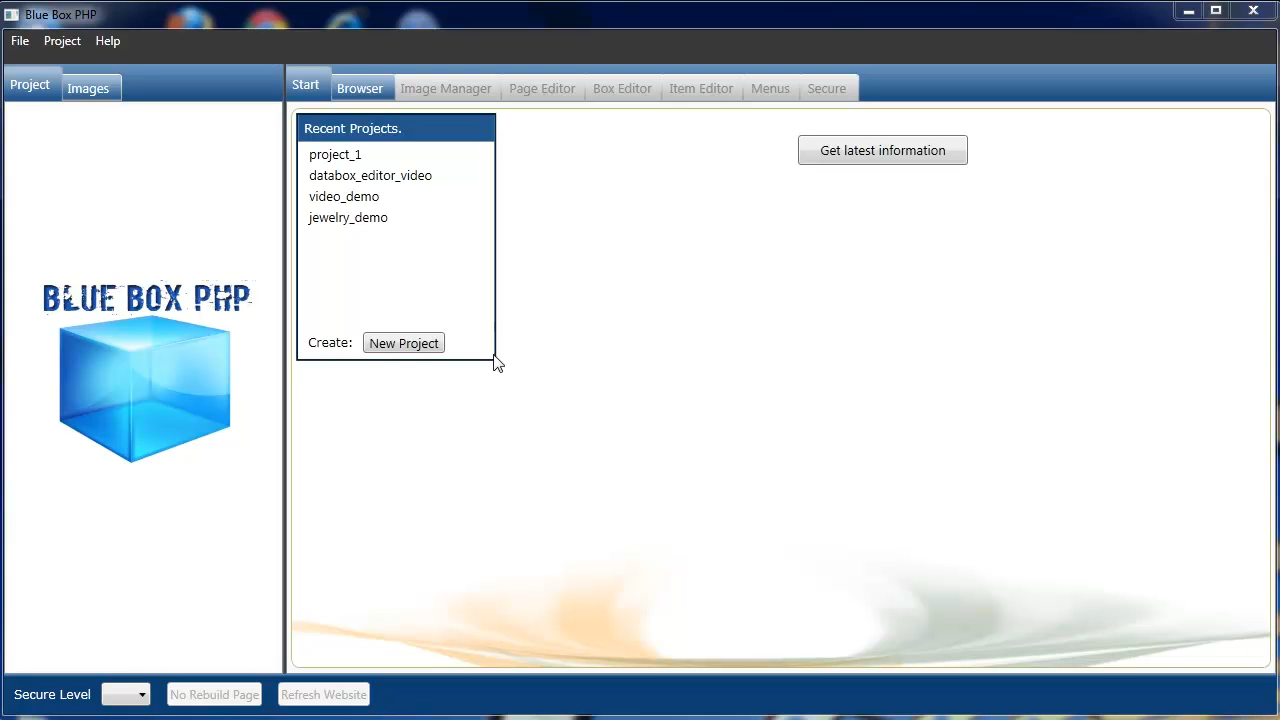 Blue Box PHP
File Project Help
Project Images
Start Browser Image Manager Page Editor Box Editor Item Editor Menus Secure
Recent Projects.
project_1
databox_editor_video
video_demo
jewelry_demo
Create: New Project
Get latest information
BLUE BOX PHP
Secure Level No Rebuild Page Refresh Website